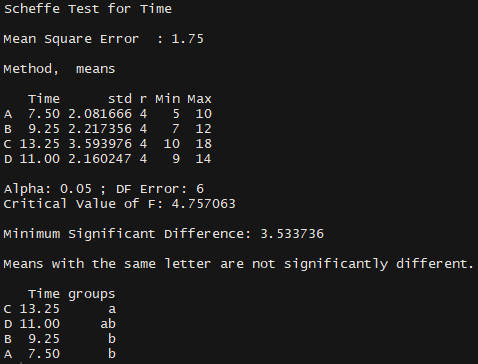 Scheffe Test for Time
Mean Square Error  : 1.75
Method,  means
   Time      std r Min Max
A  7.50 2.081666 4   5  10
B  9.25 2.217356 4   7  12
C 13.25 3.593976 4  10  18
D 11.00 2.160247 4   9  14
Alpha: 0.05 ; DF Error: 6
Critical Value of F: 4.757063
Minimum Significant Difference: 3.533736
Means with the same letter are not significantly different.
   Time groups
C 13.25      a
D 11.00     ab
B  9.25      b
A  7.50      b